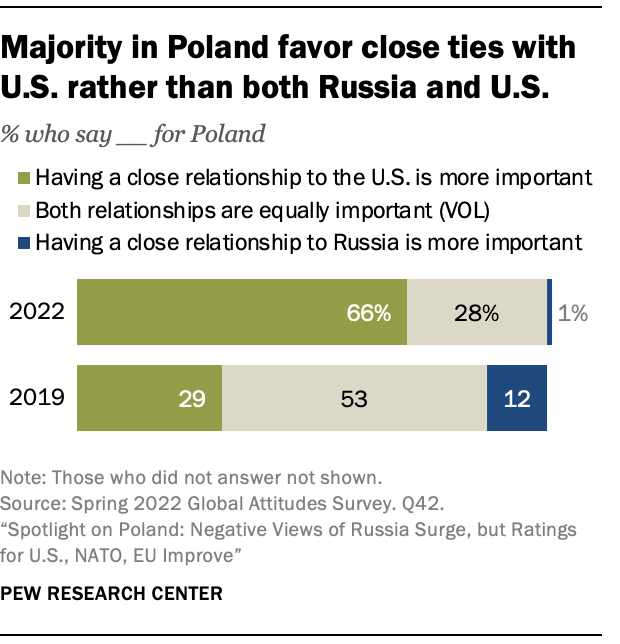 Majority in Poland favor close ties with
U.S. rather than both Russia and U.S.
% who say ___ for Poland
Having a close relationship to the U.S. is more important
Both relationships are equally important (VOL)
Having a close relationship to Russia is more important
2022 66% 28% 1%
2019 29 53 12
Note: Those who did not answer not shown.
Source: Spring 2022 Global Attitudes Survey. Q42.
“Spotlight on Poland: Negative Views of Russia Surge, but Ratings
for U.S., NATO, EU Improve”
PEW RESEARCH CENTER